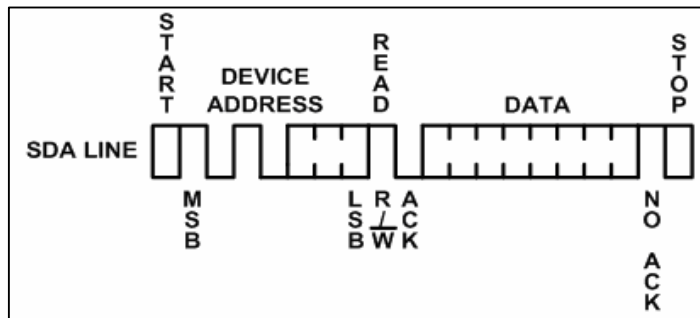 START
DEVICE
ADDRESS
READ
DATA
STOP
SDA LINE
MSB
LSB
R/W
ACK
NO ACK